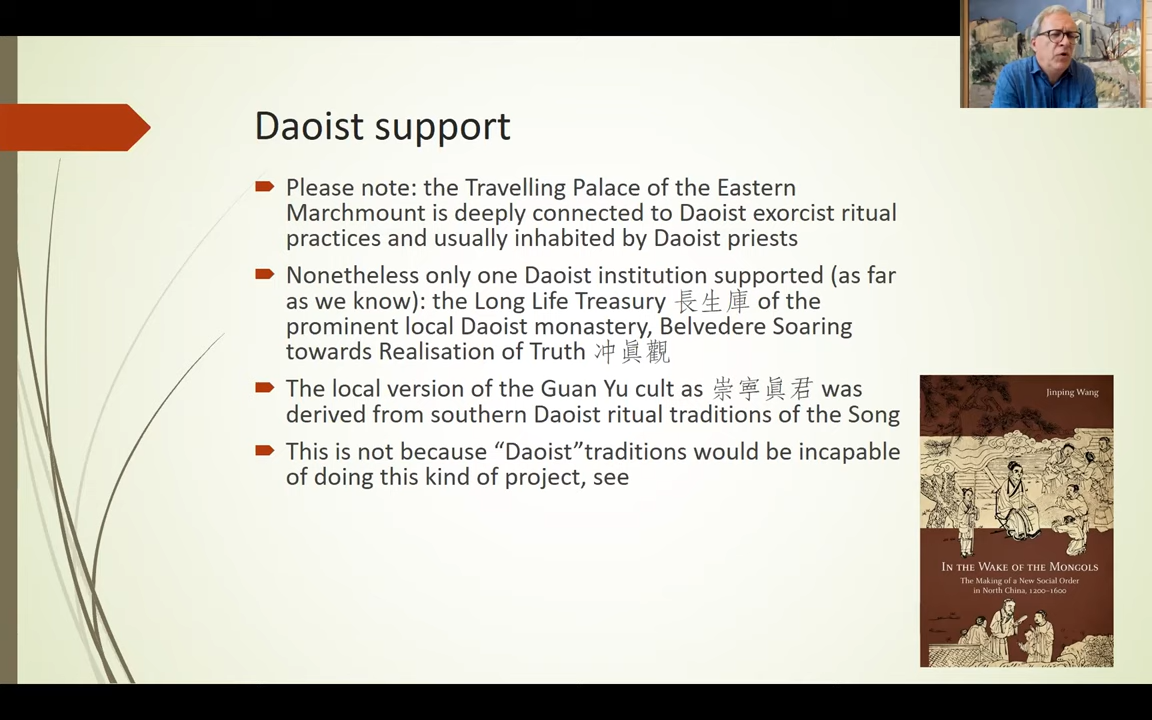 Daoist support
Please note: the Travelling Palace of the Eastern
Marchmount is deeply connected to Daoist exorcist ritual
practices and usually inhabited by Daoist priests
Nonetheless only one Daoist institution supported (as far
as we know): the Long Life Treasury 長生庫 of the
prominent local Daoist monastery, Belvedere Soaring
towards Realisation of Truth 冲眞觀
The local version of the Guan Yu cult as 崇寧眞君 was
derived from southern Daoist ritual traditions of the Song
This is not because “Daoist”traditions would be incapable
of doing this kind of project, see
Jinping Wang
In the Wake of the Mongols
The Making of a New Social Order
in North China, 1200–1600